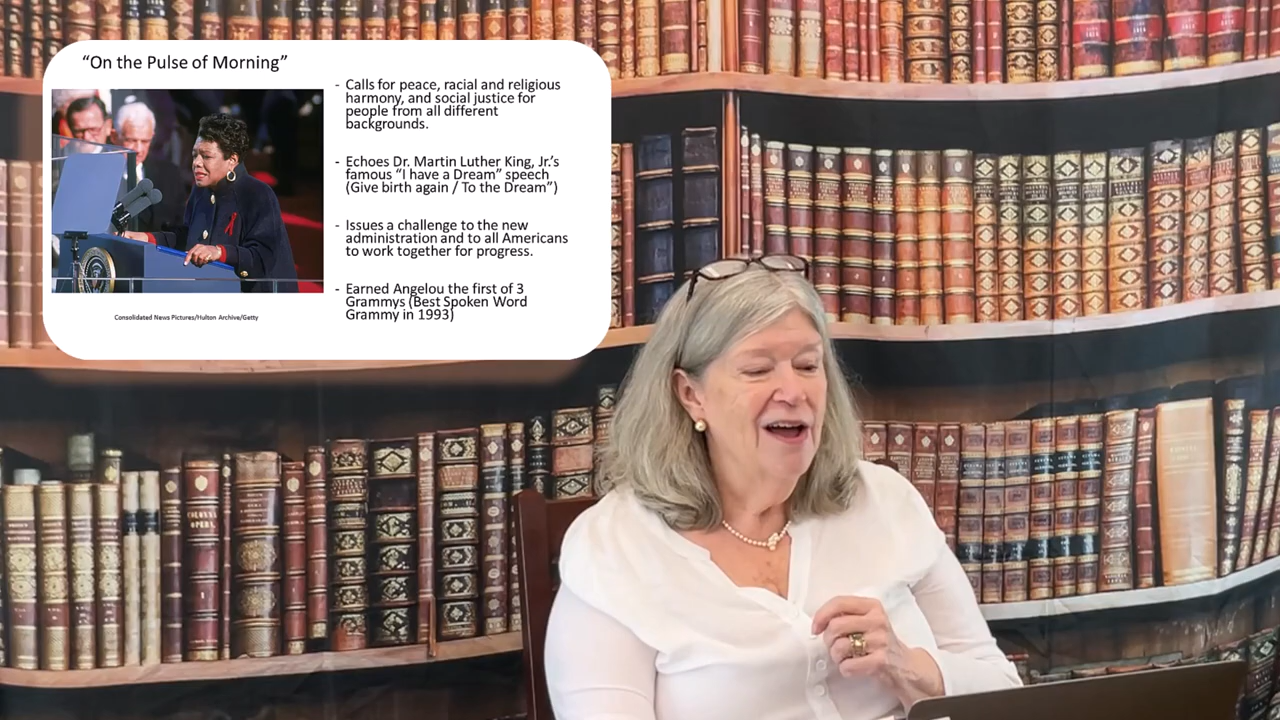 “On the Pulse of Morning”
- Calls for peace, racial and religious
harmony, and social justice for
people from all different
backgrounds.
- Echoes Dr. Martin Luther King, Jr.’s
famous “I have a Dream” speech
(Give birth again / To the Dream”)
- Issues a challenge to the new
administration and to all Americans
to work together for progress.
- Earned Angelou the first of 3
Grammys (Best Spoken Word
Grammy in 1993)
Consolidated News Pictures/Hulton Archive/Getty